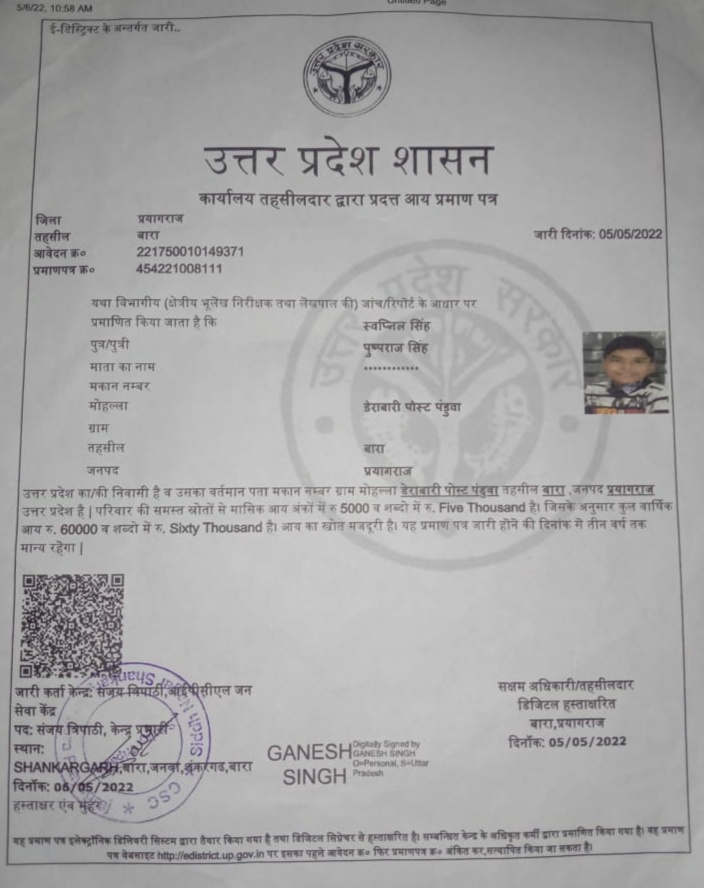 5/6/22, 10:58 AM
Untitled Page
ई-डिस्ट्रिक्ट के अन्तर्गत जारी..
उत्तर प्रदेश सरकार
उत्तर प्रदेश शासन
कार्यालय तहसीलदार द्वारा प्रदत्त आय प्रमाण पत्र
जिला प्रयागराज
तहसील बारा जारी दिनांक: 05/05/2022
आवेदन क्र० 221750010149371
प्रमाणपत्र क्र० 454221008111
यथा विभागीय (क्षेत्रीय भूलेख निरीक्षक तथा लेखपाल की) जांच/रिपोर्ट के आधार पर
प्रमाणित किया जाता है कि स्वप्निल सिंह
पुत्र/पुत्री पुष्पराज सिंह
माता का नाम ************
मकान नम्बर
मोहल्ला डेराबारी पोस्ट पंडुवा
ग्राम
तहसील बारा
जनपद प्रयागराज
उत्तर प्रदेश का/की निवासी है व उसका वर्तमान पता मकान नम्बर ग्राम मोहल्ला डेराबारी पोस्ट पंडुवा तहसील बारा ,जनपद प्रयागराज
उत्तर प्रदेश है | परिवार की समस्त स्रोतों से मासिक आय अंकों में रु 5000 व शब्दो में रु. Five Thousand है। जिसके अनुसार कुल वार्षिक
आय रु. 60000 व शब्दो में रु. Sixty Thousand है। आय का स्रोत मजदूरी है। यह प्रमाण पत्र जारी होने की दिनांक से तीन वर्ष तक
मान्य रहेगा |
जारी कर्ता केन्द्र: संजय त्रिपाठी,आईपीसीएल जन
सेवा केंद्र
पद: संजय त्रिपाठी, केन्द्र प्रभारी
स्थान:
SHANKARGARH,बारा,जनवा,शंकरगढ,बारा
दिनाँक: 06/05/2022
हस्ताक्षर एंव मुहर:
CSC
GANESH SINGH
Digitally Signed by
GANESH SINGH
O=Personal, S=Uttar
Pradesh
सक्षम अधिकारी/तहसीलदार
डिजिटल हस्ताक्षरित
बारा,प्रयागराज
दिनाँक: 05/05/2022
यह प्रमाण पत्र इलेक्ट्रॉनिक डिलिवरी सिस्टम द्वारा तैयार किया गया है तथा डिजिटल सिग्नेचर से हस्ताक्षरित है। सम्बन्धित केन्द्र के अधिकृत कर्मी द्वारा प्रमाणित किया गया है। यह प्रमाण
पत्र वेबसाइट http://edistrict.up.gov.in पर इसका पहले आवेदन क्र० फिर प्रमाणपत्र क्र० अंकित कर,सत्यापित किया जा सकता है।